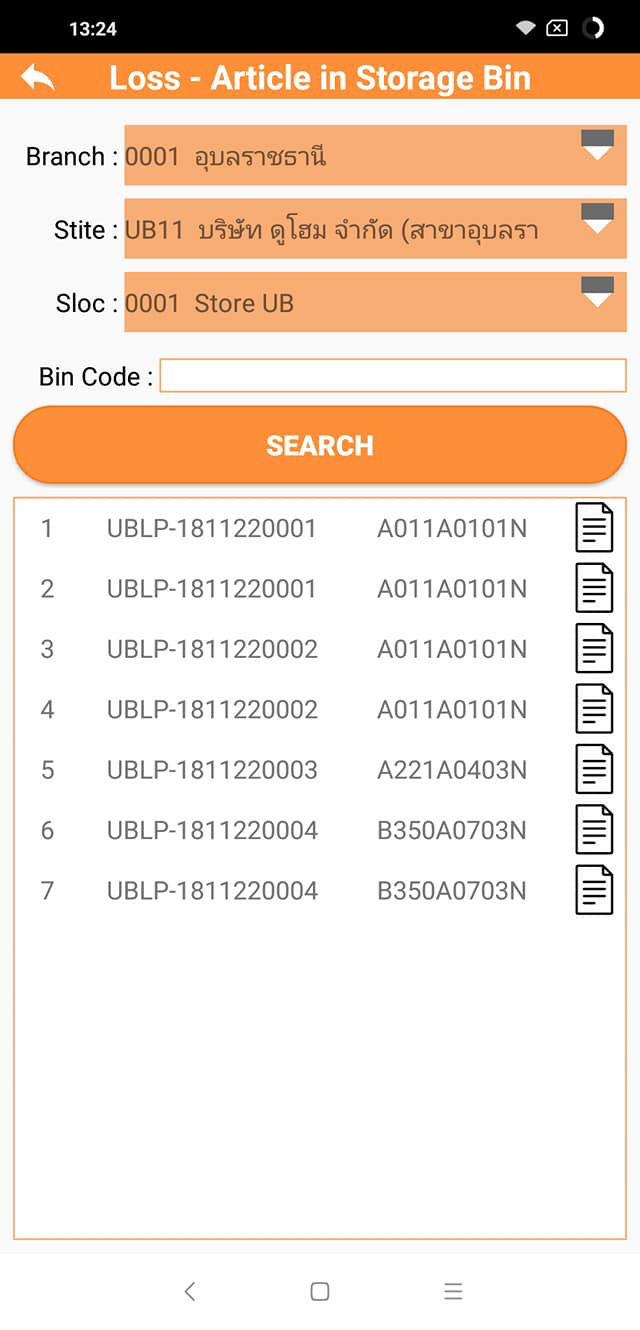 13:24
Loss - Article in Storage Bin
Branch : 0001 อุบลราชธานี
Stite : UB11 บริษัท ดูโฮม จำกัด (สาขาอุบลรา
Sloc : 0001 Store UB
Bin Code :
SEARCH
1 UBLP-1811220001 A011A0101N
2 UBLP-1811220001 A011A0101N
3 UBLP-1811220002 A011A0101N
4 UBLP-1811220002 A011A0101N
5 UBLP-1811220003 A221A0403N
6 UBLP-1811220004 B350A0703N
7 UBLP-1811220004 B350A0703N